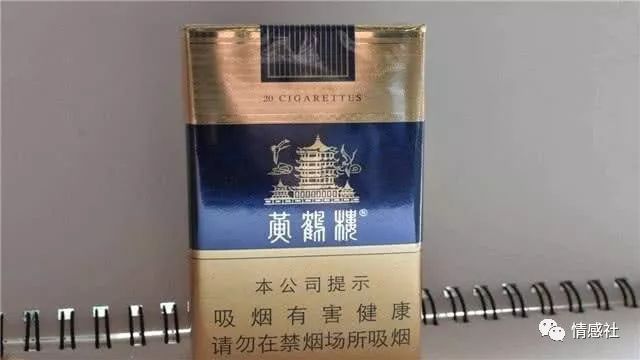 20 CIGARETTES
黄鹤楼®
本公司提示
吸烟有害健康
请勿在禁烟场所吸烟
情感社